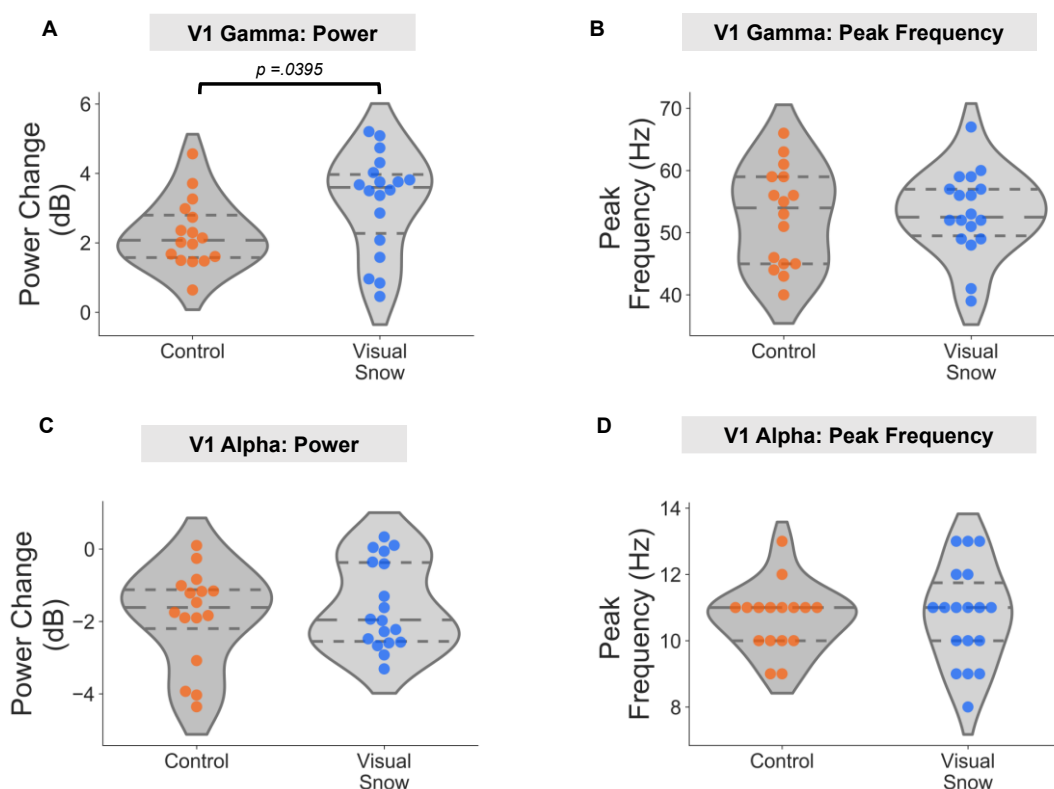 A
V1 Gamma: Power
p =.0395
Power Change
(dB)
6
4
2
0
Control
Visual
Snow
B
V1 Gamma: Peak Frequency
Peak
Frequency (Hz)
70
60
50
40
Control
Visual
Snow
C
V1 Alpha: Power
Power Change
(dB)
0
−2
−4
Control
Visual
Snow
D
V1 Alpha: Peak Frequency
Peak
Frequency (Hz)
14
12
10
8
Control
Visual
Snow